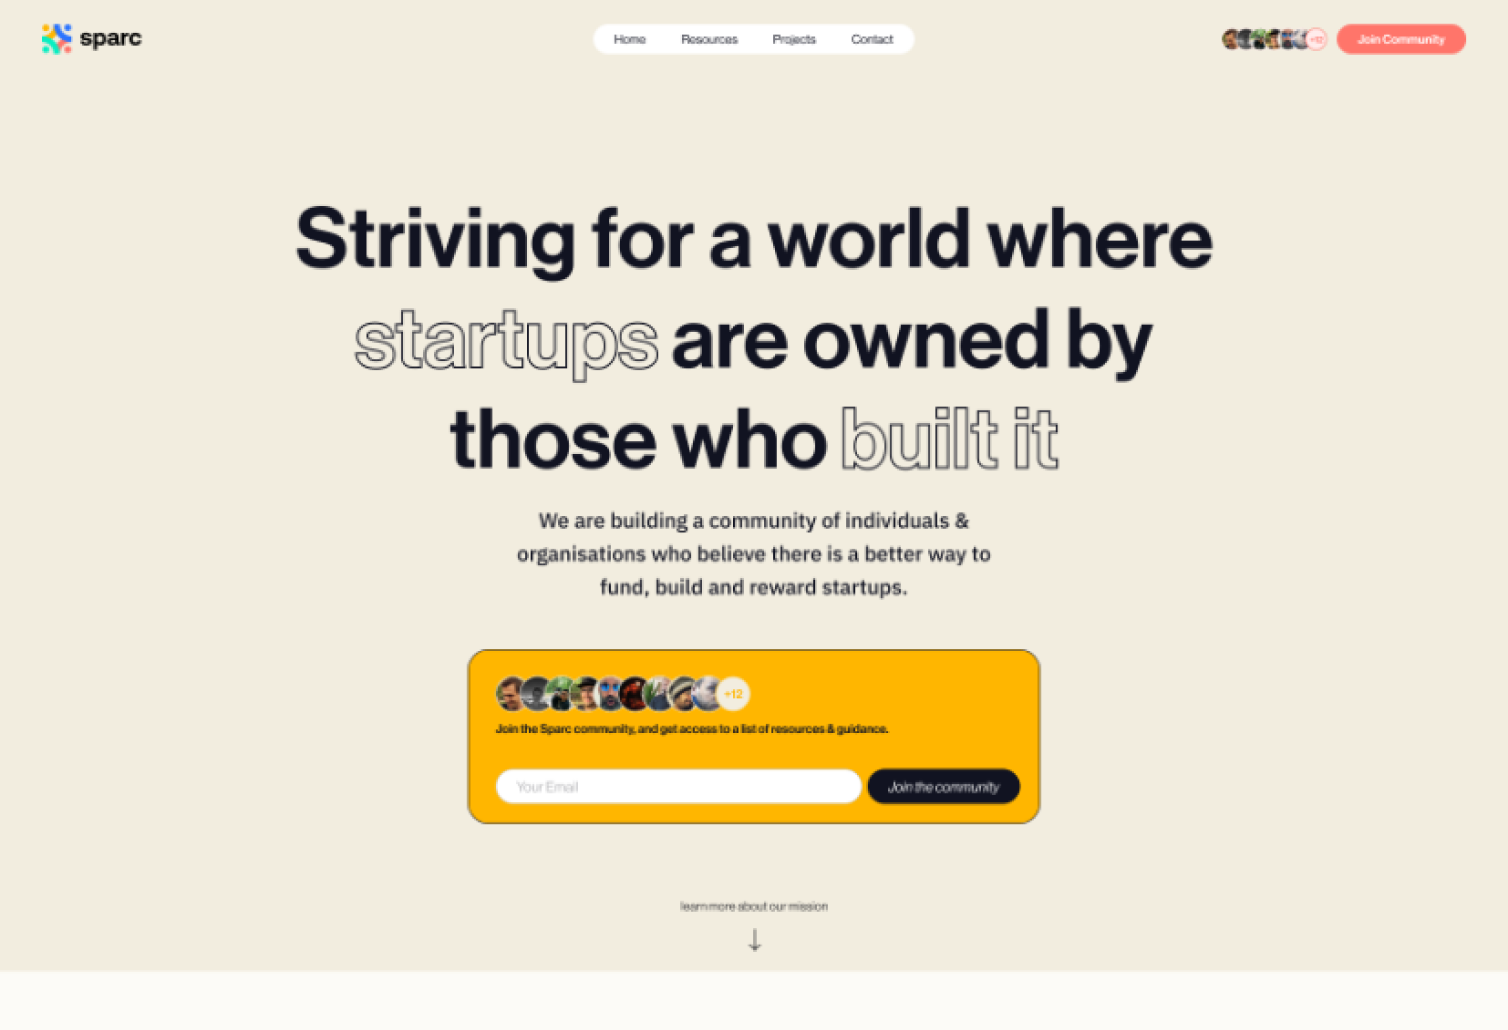 sparc
Home Resources Projects Contact
+12
Join Community
Striving for a world where
startups are owned by
those who built it
We are building a community of individuals &
organisations who believe there is a better way to
fund, build and reward startups.
+12
Join the Sparc community, and get access to a list of resources & guidance.
Your Email
Join the community
learn more about our mission